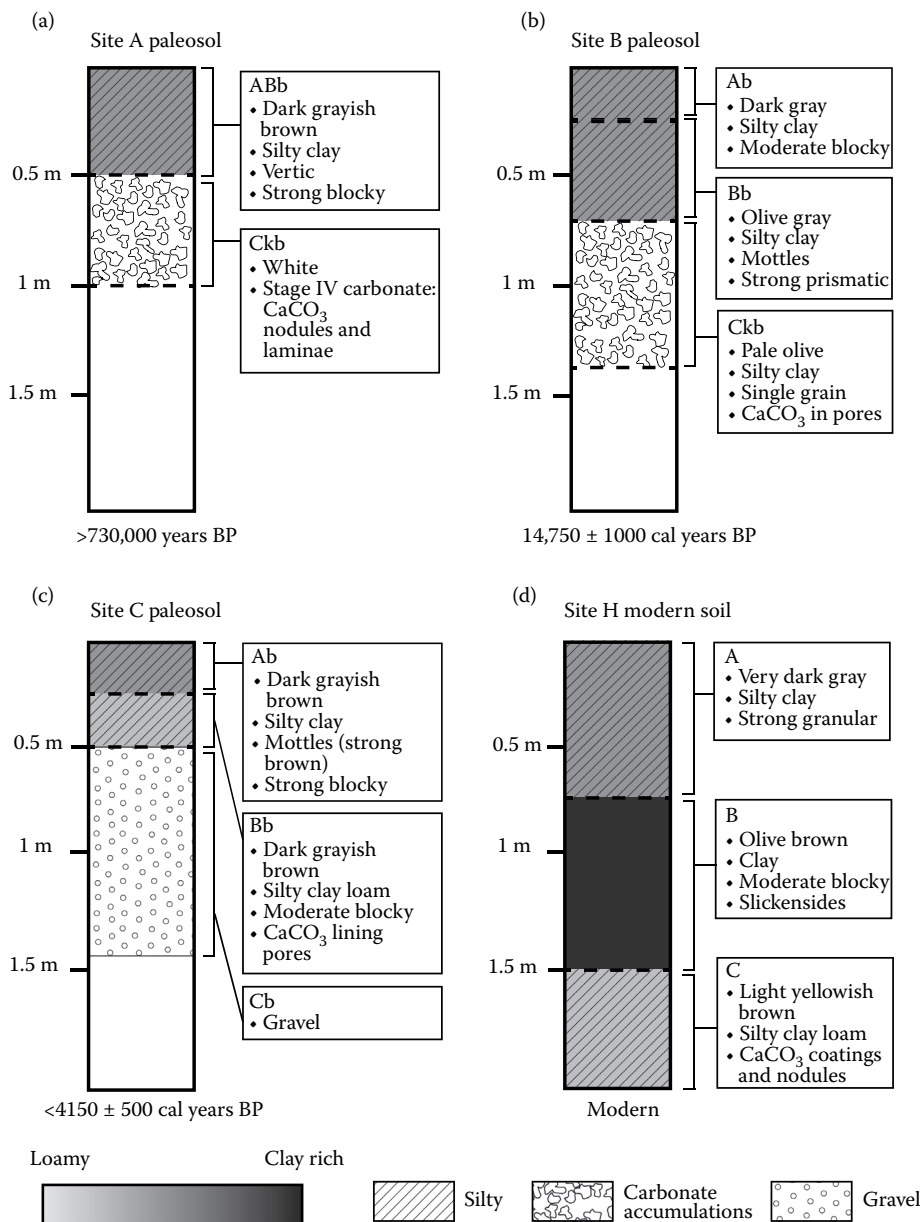 (a)
Site A paleosol
0.5 m
1 m
1.5 m
ABb
• Dark grayish
brown
• Silty clay
• Vertic
• Strong blocky
Ckb
• White
• Stage IV carbonate:
CaCO₃
nodules and
laminae
>730,000 years BP
(b)
Site B paleosol
0.5 m
1 m
1.5 m
Ab
• Dark gray
• Silty clay
• Moderate blocky
Bb
• Olive gray
• Silty clay
• Mottles
• Strong prismatic
Ckb
• Pale olive
• Silty clay
• Single grain
• CaCO₃ in pores
14,750 ± 1000 cal years BP
(c)
Site C paleosol
0.5 m
1 m
1.5 m
Ab
• Dark grayish
brown
• Silty clay
• Mottles (strong
brown)
• Strong blocky
Bb
• Dark grayish
brown
• Silty clay loam
• Moderate blocky
• CaCO₃ lining
pores
Cb
• Gravel
<4150 ± 500 cal years BP
(d)
Site H modern soil
0.5 m
1 m
1.5 m
A
• Very dark gray
• Silty clay
• Strong granular
B
• Olive brown
• Clay
• Moderate blocky
• Slickensides
C
• Light yellowish
brown
• Silty clay loam
• CaCO₃ coatings
and nodules
Modern
Loamy Clay rich
Silty
Carbonate
accumulations
Gravel